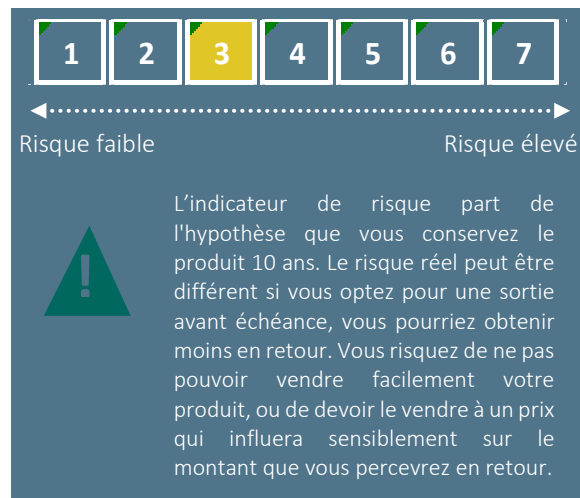 1 2 3 4 5 6 7
Risque faible Risque élevé
L’indicateur de risque part de
l'hypothèse que vous conservez le
produit 10 ans. Le risque réel peut être
différent si vous optez pour une sortie
avant échéance, vous pourriez obtenir
moins en retour. Vous risquez de ne pas
pouvoir vendre facilement votre
produit, ou de devoir le vendre à un prix
qui influera sensiblement sur le
montant que vous percevrez en retour.
!